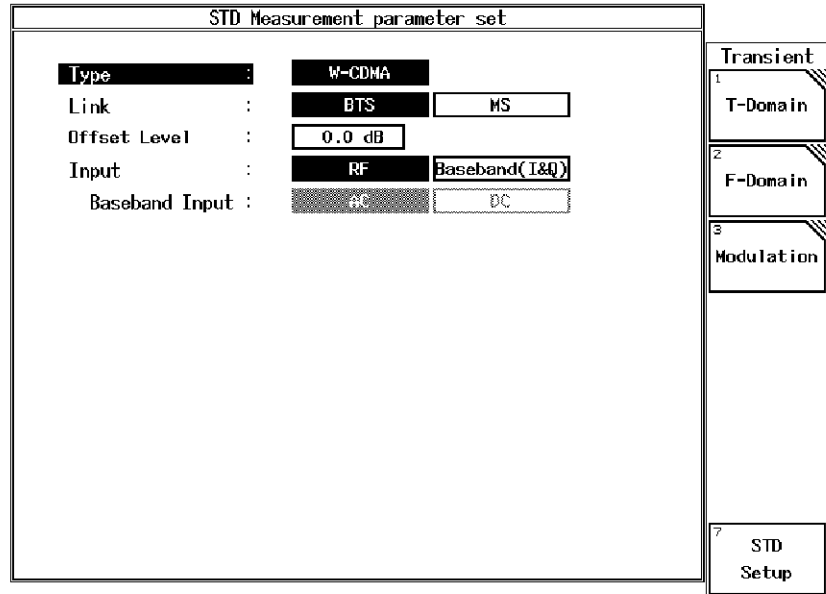 STD Measurement parameter set
Type : W-CDMA
Link : BTS MS
Offset Level : 0.0 dB
Input : RF Baseband(I&Q)
Baseband Input : AC DC
Transient
1
T-Domain
2
F-Domain
3
Modulation
7
STD
Setup